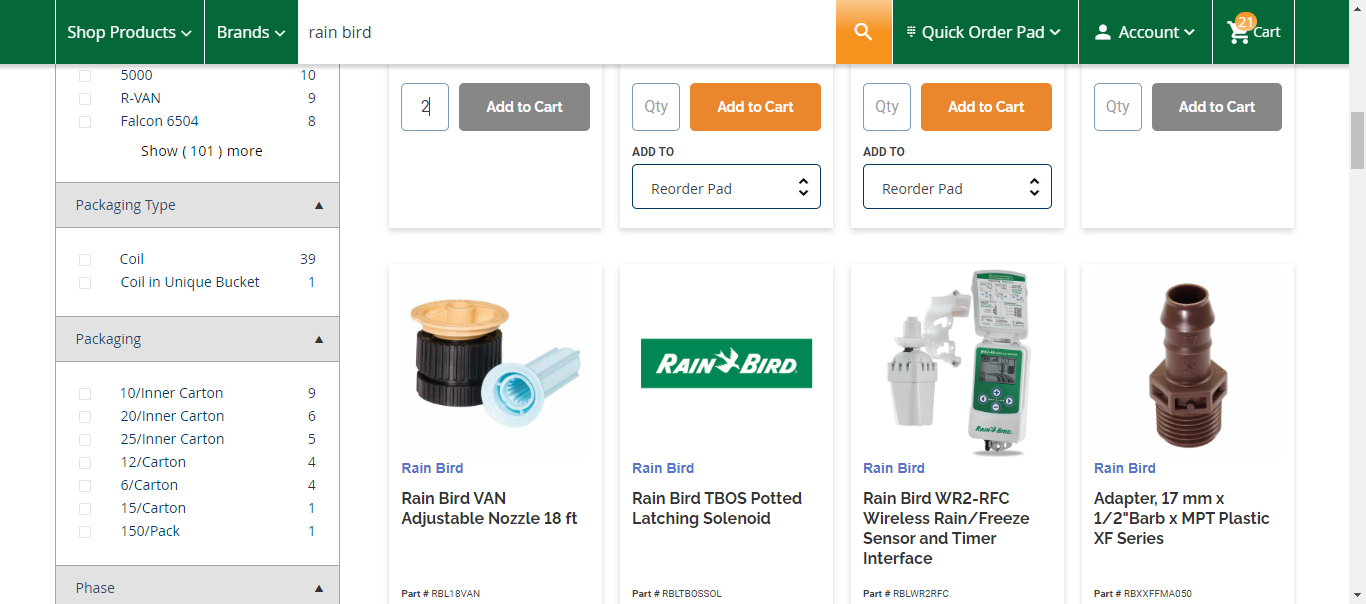 Shop Products
Brands
rain bird
Quick Order Pad
Account
21
Cart
5000 10
R-VAN 9
Falcon 6504 8
Show ( 101 ) more
Packaging Type
Coil 39
Coil in Unique Bucket 1
Packaging
10/Inner Carton 9
20/Inner Carton 6
25/Inner Carton 5
12/Carton 4
6/Carton 4
15/Carton 1
150/Pack 1
Phase
2
Add to Cart
Qty
Add to Cart
ADD TO
Reorder Pad
Qty
Add to Cart
ADD TO
Reorder Pad
Qty
Add to Cart
Rain Bird
Rain Bird VAN
Adjustable Nozzle 18 ft
Part # RBL18VAN
RAIN BIRD
Rain Bird
Rain Bird TBOS Potted
Latching Solenoid
Part # RBLTBOSSOL
RAIN BIRD
Rain Bird
Rain Bird WR2-RFC
Wireless Rain/Freeze
Sensor and Timer
Interface
Part # RBLWR2RFC
Rain Bird
Adapter, 17 mm x
1/2"Barb x MPT Plastic
XF Series
Part # RBXXFFMA050